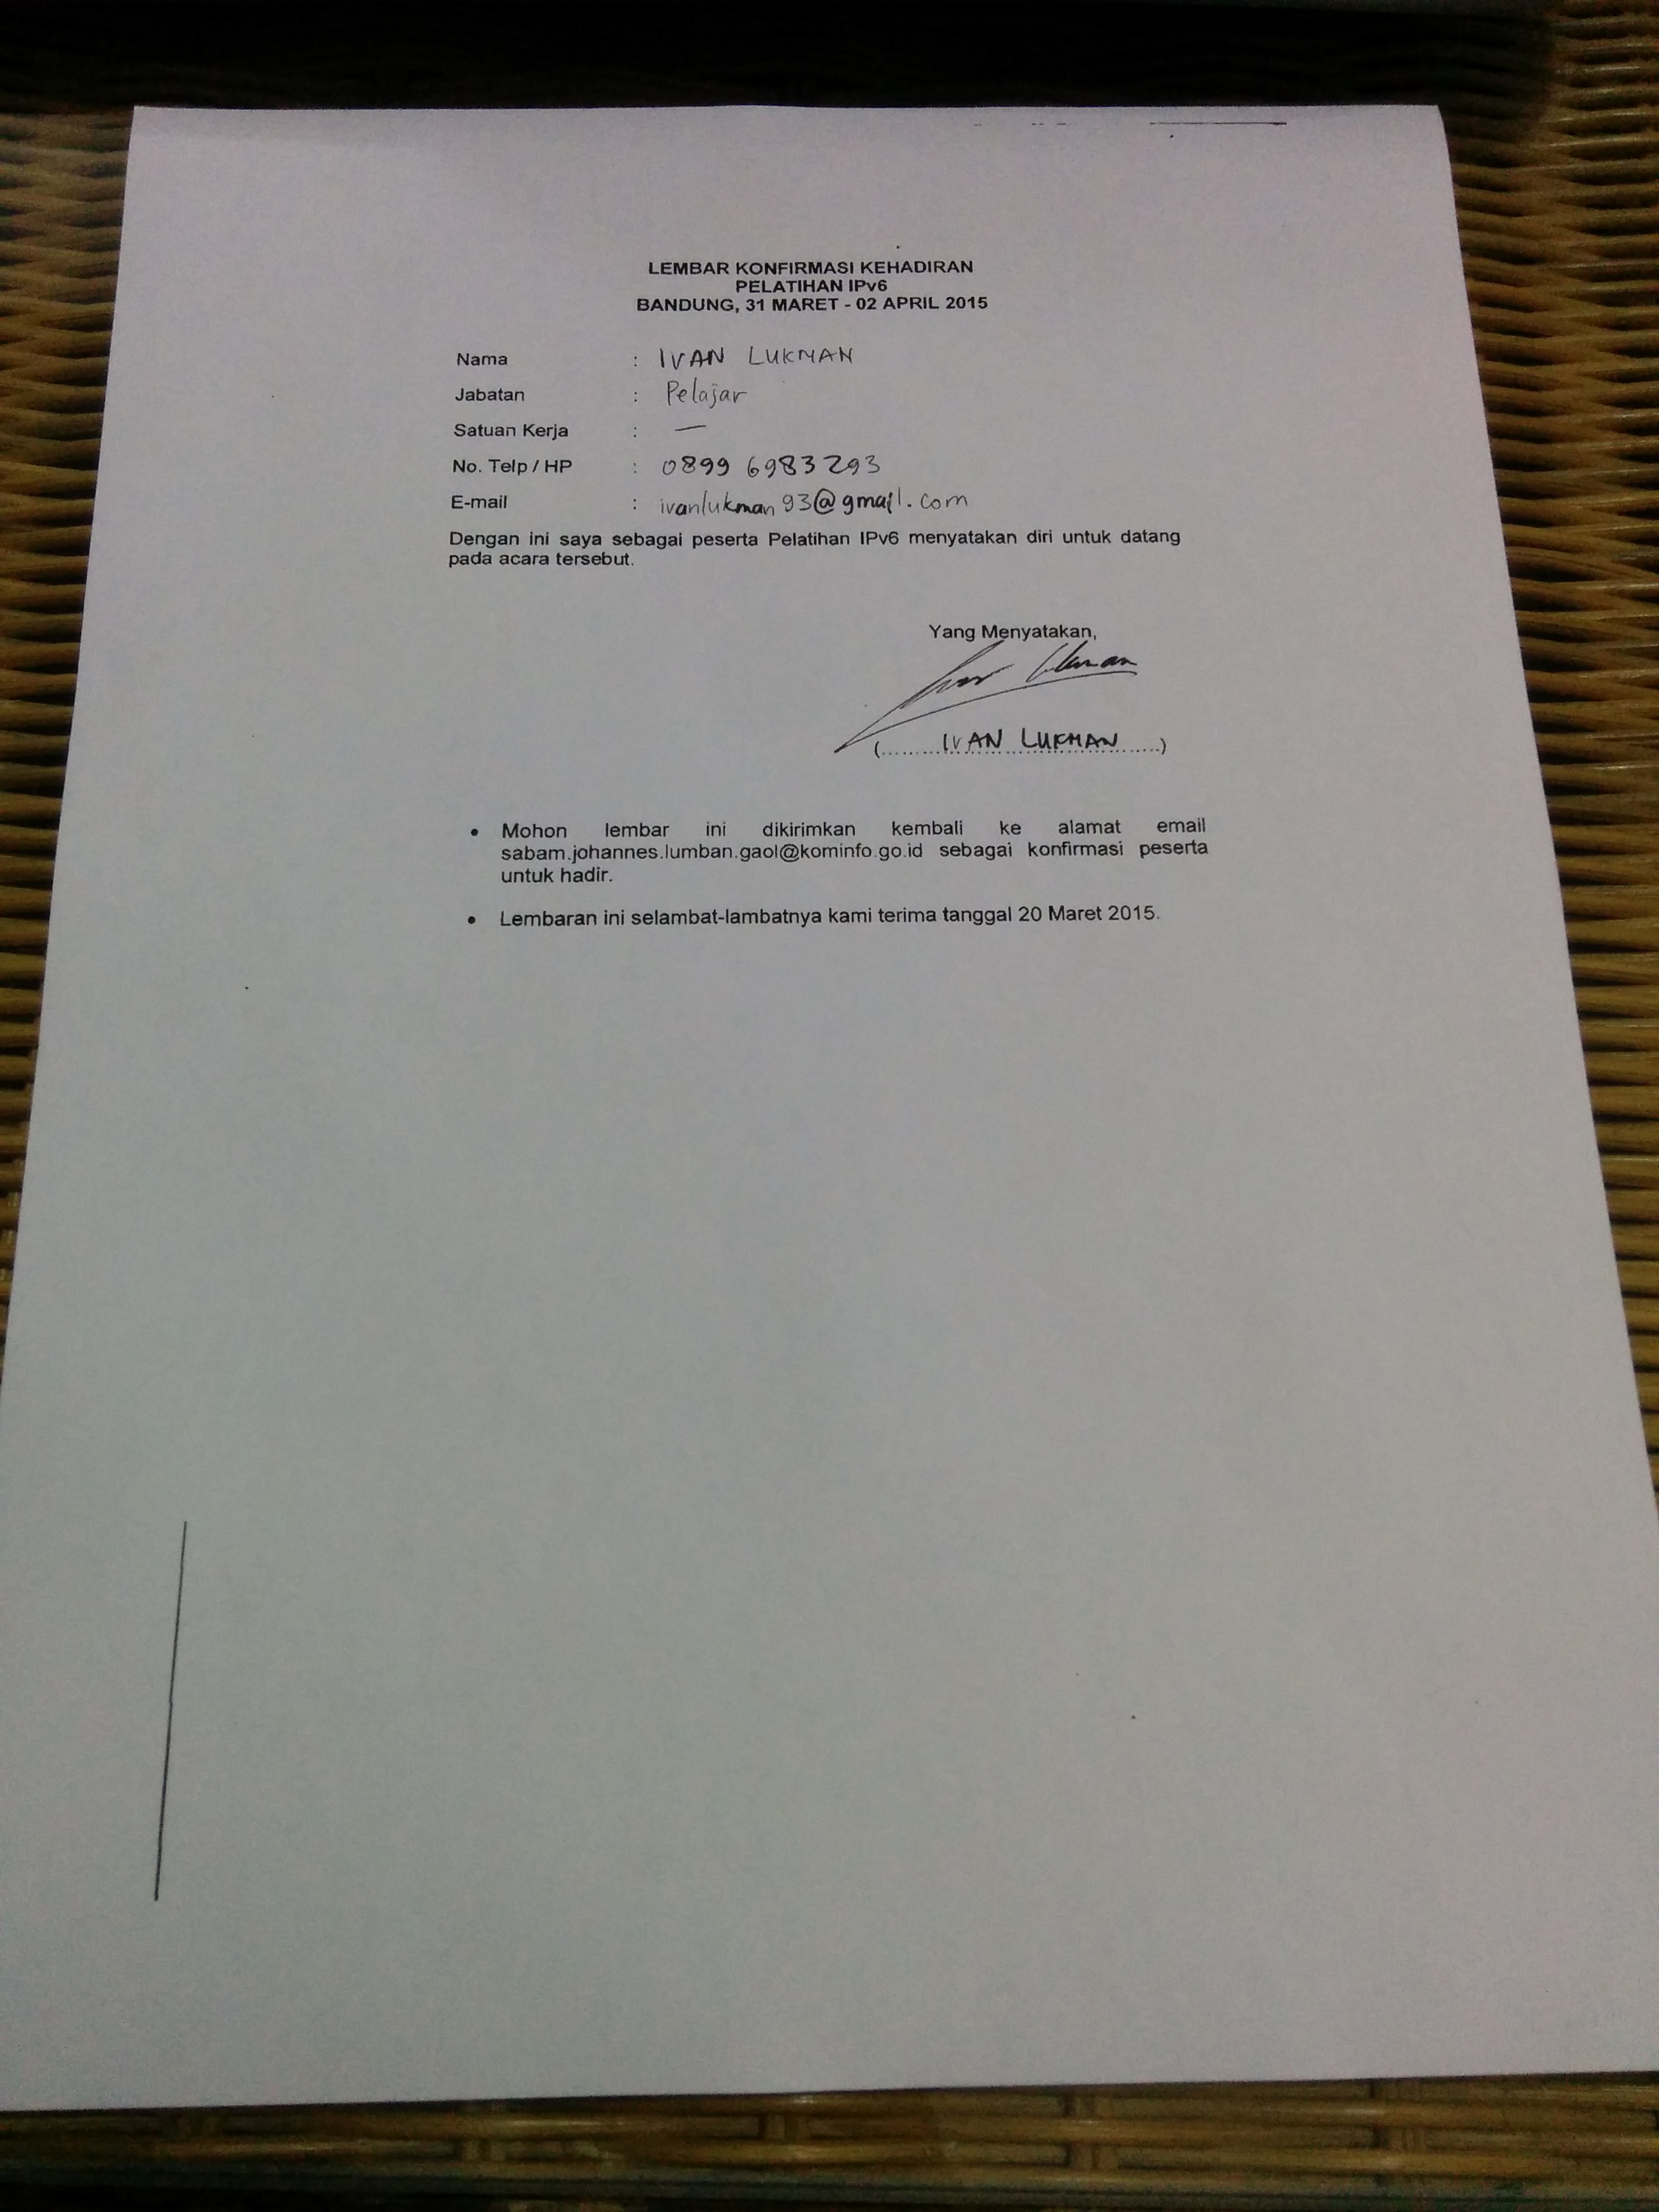 LEMBAR KONFIRMASI KEHADIRAN
PELATIHAN IPv6
BANDUNG, 31 MARET - 02 APRIL 2015
Nama : IVAN LUKMAN
Jabatan : Pelajar
Satuan Kerja : —
No. Telp / HP : 0899 6983293
E-mail : ivanlukman93@gmail.com
Dengan ini saya sebagai peserta Pelatihan IPv6 menyatakan diri untuk datang
pada acara tersebut.
Yang Menyatakan,
(....... IVAN LUKMAN .......)
• Mohon lembar ini dikirimkan kembali ke alamat email
sabam.johannes.lumban.gaol@kominfo.go.id sebagai konfirmasi peserta
untuk hadir.
• Lembaran ini selambat-lambatnya kami terima tanggal 20 Maret 2015.